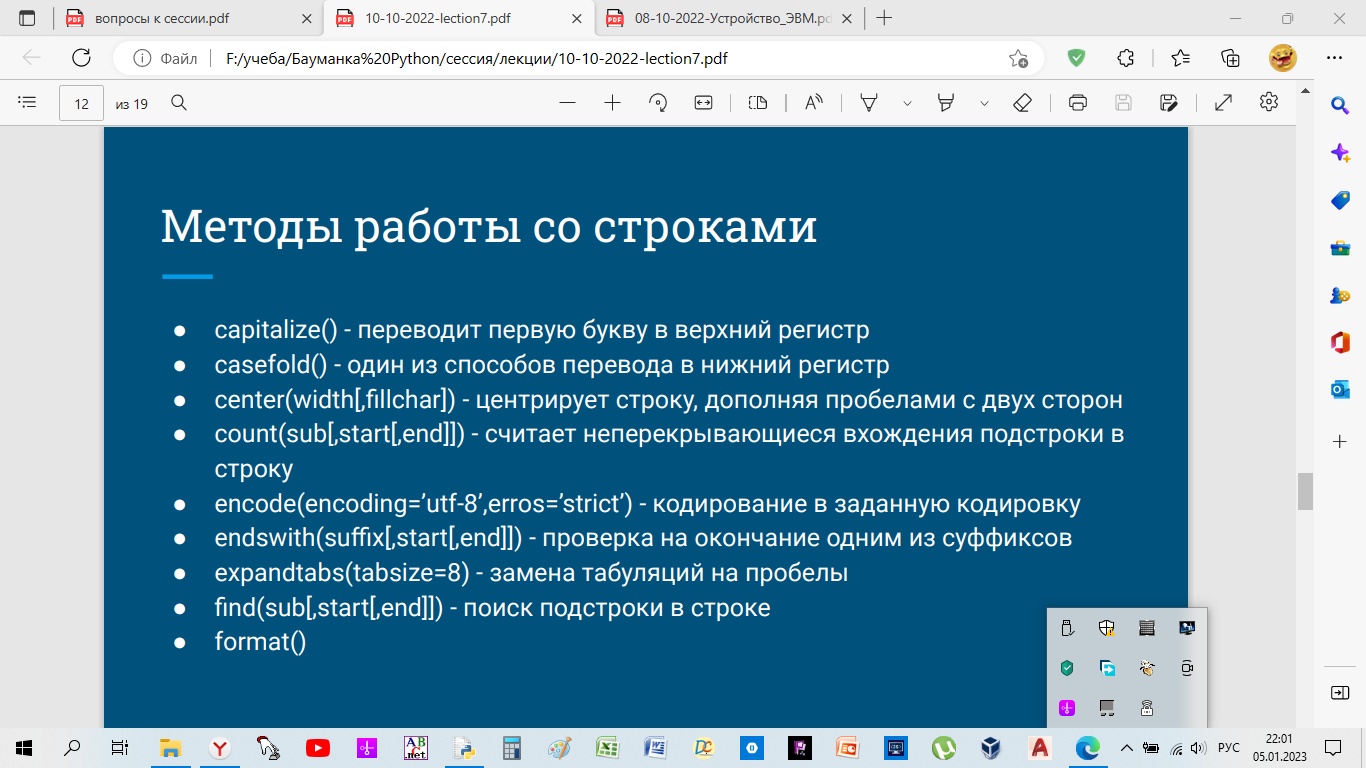 вопросы к сессии.pdf
10-10-2022-lection7.pdf
08-10-2022-Устройство_ЭВМ.pd
Файл
F:/учеба/Бауманка%20Python/сессия/лекции/10-10-2022-lection7.pdf
12 из 19
Методы работы со строками
● capitalize() - переводит первую букву в верхний регистр
● casefold() - один из способов перевода в нижний регистр
● center(width[,fillchar]) - центрирует строку, дополняя пробелами с двух сторон
● count(sub[,start[,end]]) - считает неперекрывающиеся вхождения подстроки в
строку
● encode(encoding=’utf-8’,erros=’strict’) - кодирование в заданную кодировку
● endswith(suffix[,start[,end]]) - проверка на окончание одним из суффиксов
● expandtabs(tabsize=8) - замена табуляций на пробелы
● find(sub[,start[,end]]) - поиск подстроки в строке
● format()
РУС
22:01
05.01.2023